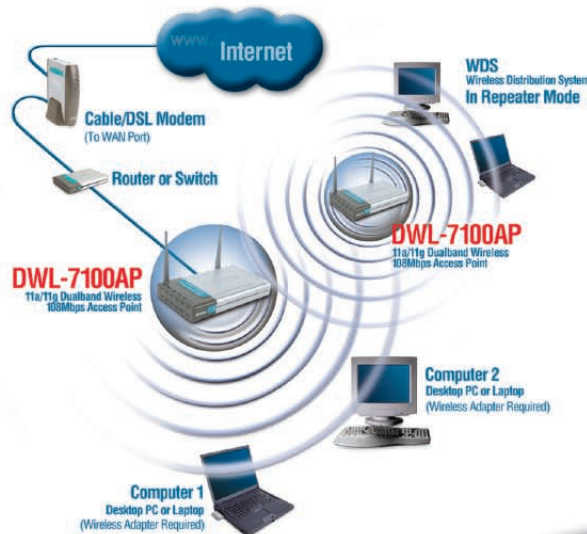 www.
Internet
Cable/DSL Modem
(To WAN Port)
Router or Switch
WDS
Wireless Distribution System
In Repeater Mode
DWL-7100AP
11a/11g Dualband Wireless
108Mbps Access Point
DWL-7100AP
11a/11g Dualband Wireless
108Mbps Access Point
Computer 2
Desktop PC or Laptop
(Wireless Adapter Required)
Computer 1
Desktop PC or Laptop
(Wireless Adapter Required)